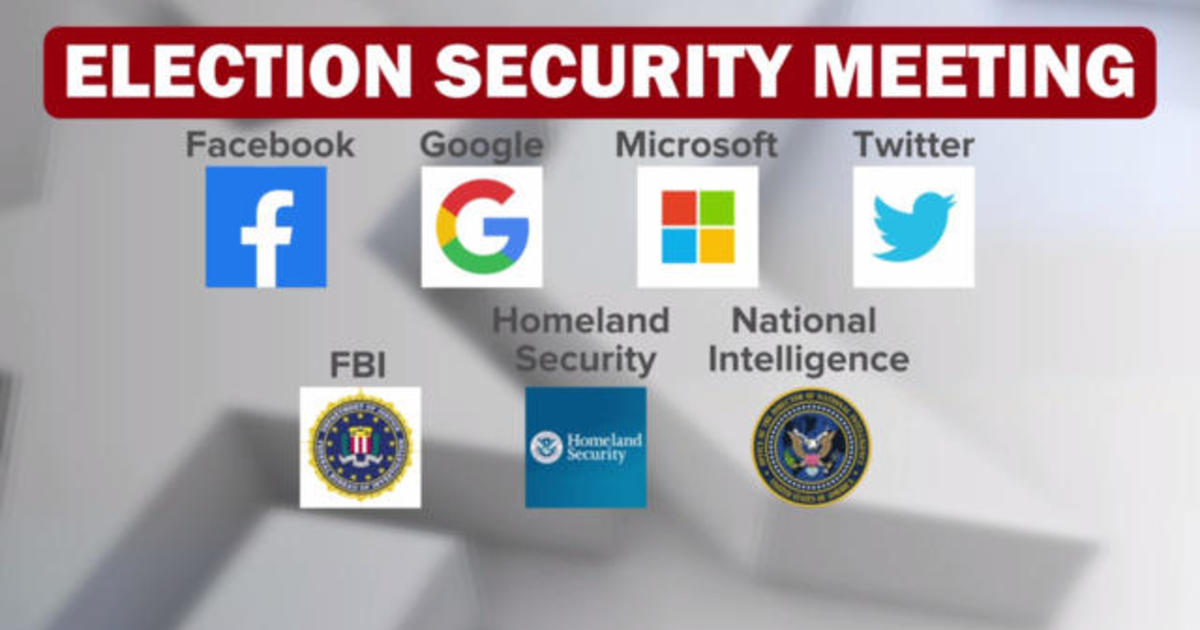 ELECTION SECURITY MEETING
Facebook
Google
Microsoft
Twitter
FBI
Homeland
Security
National
Intelligence
Homeland
Security